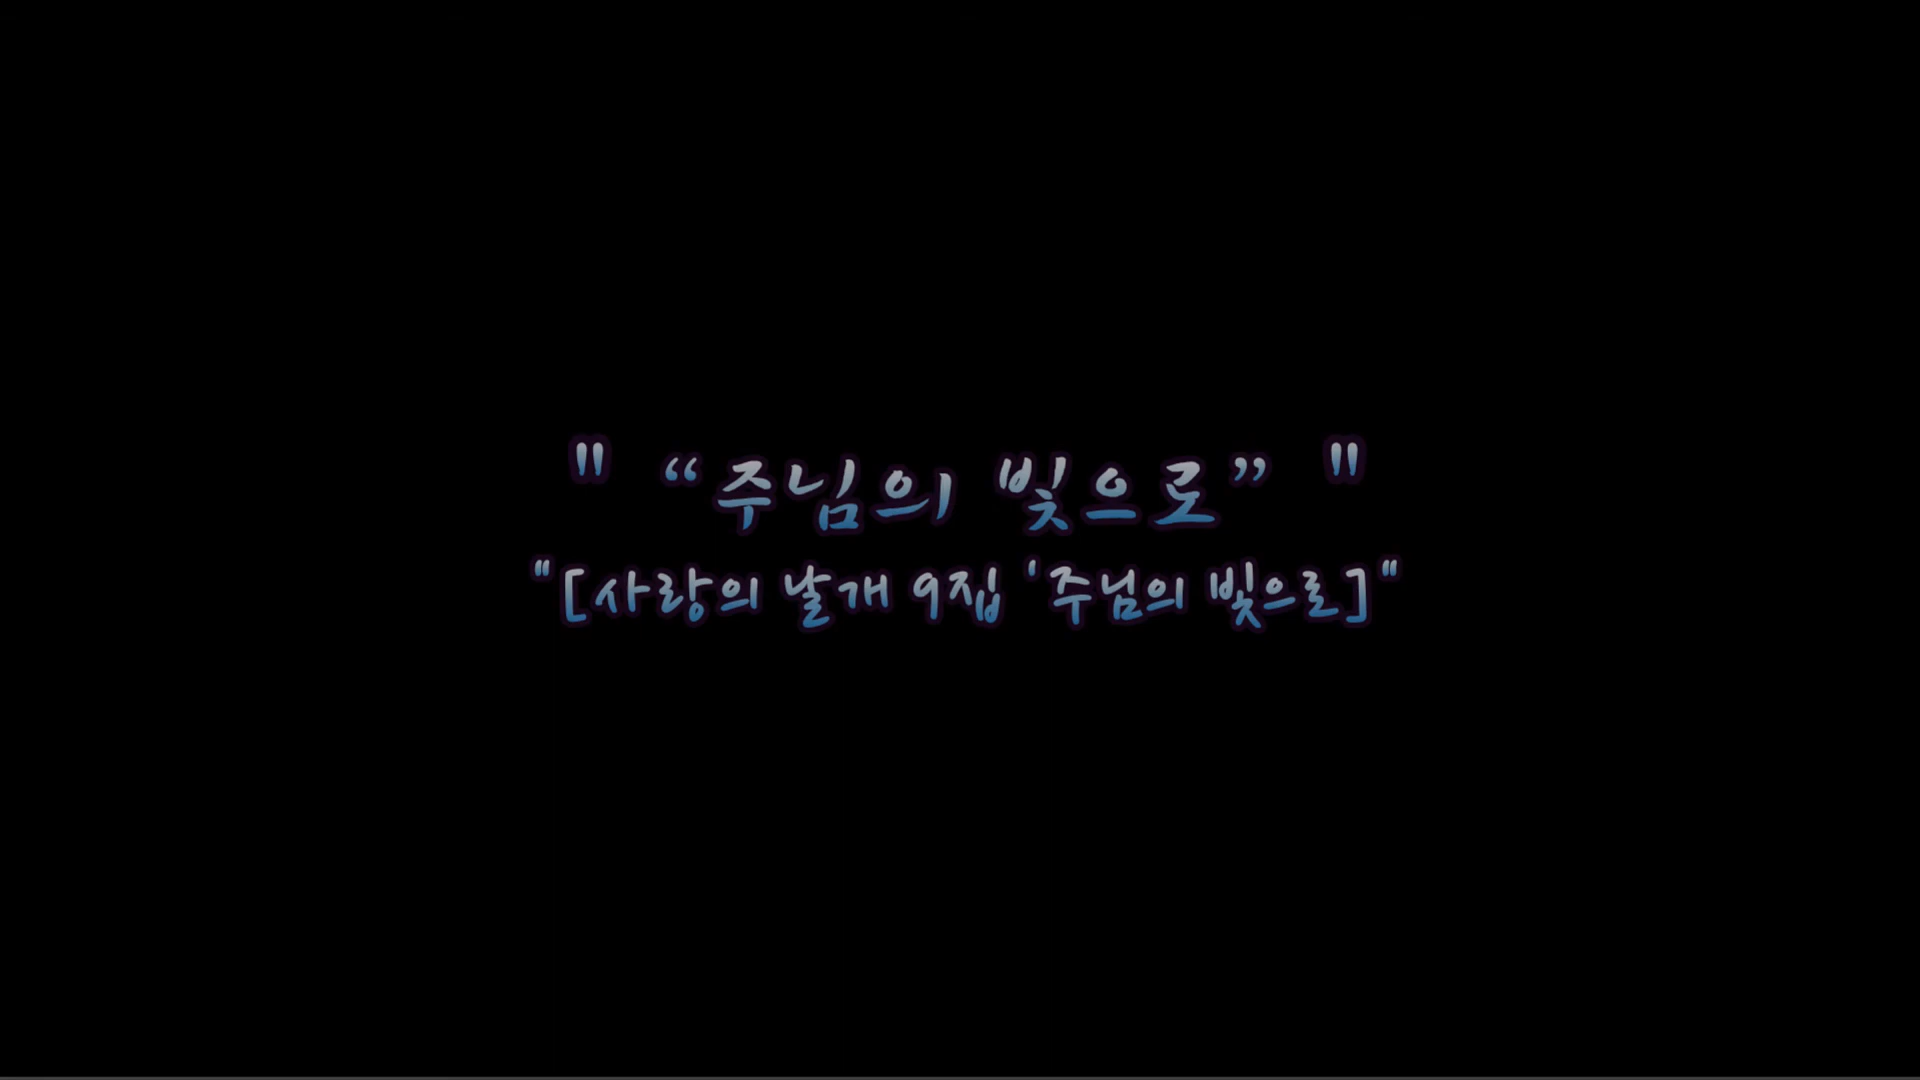 " “주님의 빛으로” "
"[사랑의 날개 9집 '주님의 빛으로]"